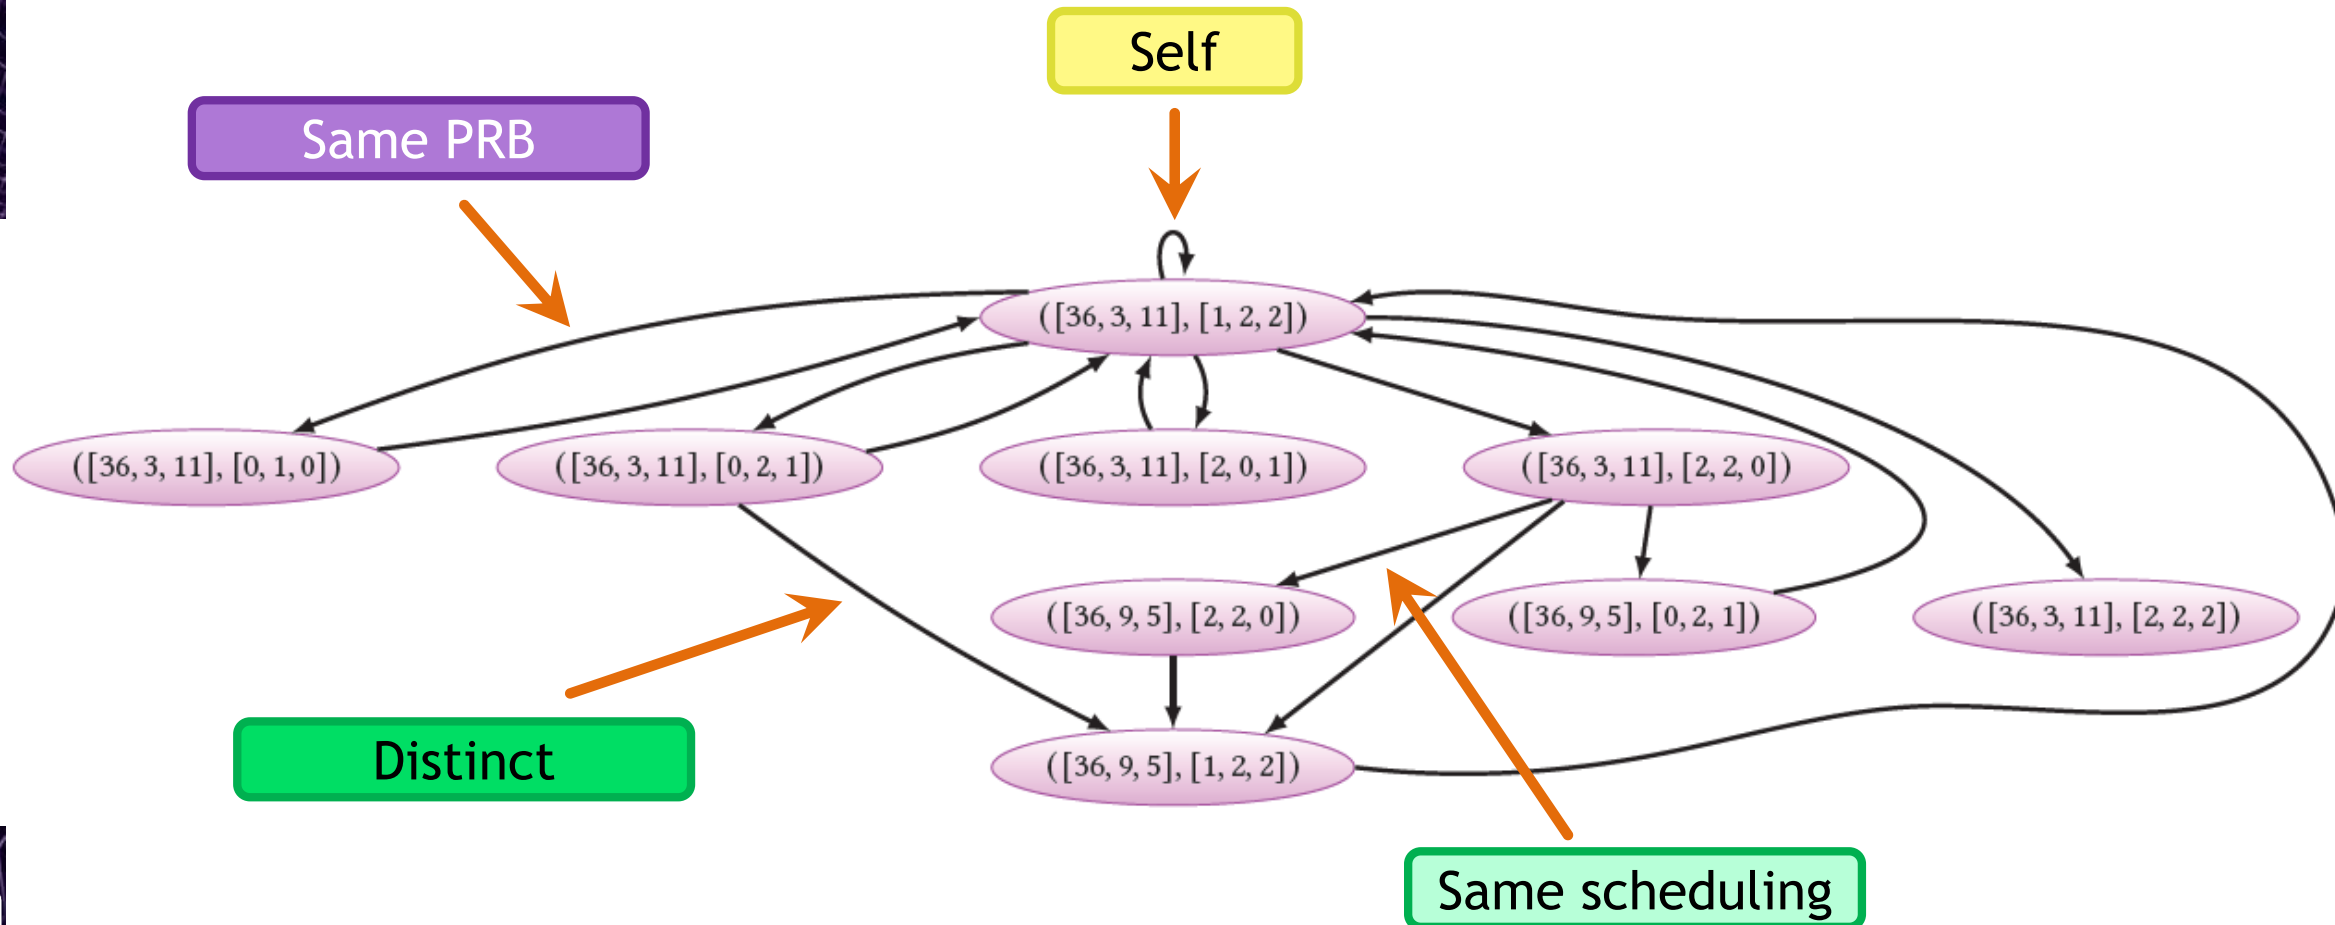 Self
Same PRB
([36, 3, 11], [1, 2, 2])
([36, 3, 11], [0, 1, 0])
([36, 3, 11], [0, 2, 1])
([36, 3, 11], [2, 0, 1])
([36, 3, 11], [2, 2, 0])
([36, 9, 5], [2, 2, 0])
([36, 9, 5], [0, 2, 1])
([36, 3, 11], [2, 2, 2])
Distinct
([36, 9, 5], [1, 2, 2])
Same scheduling